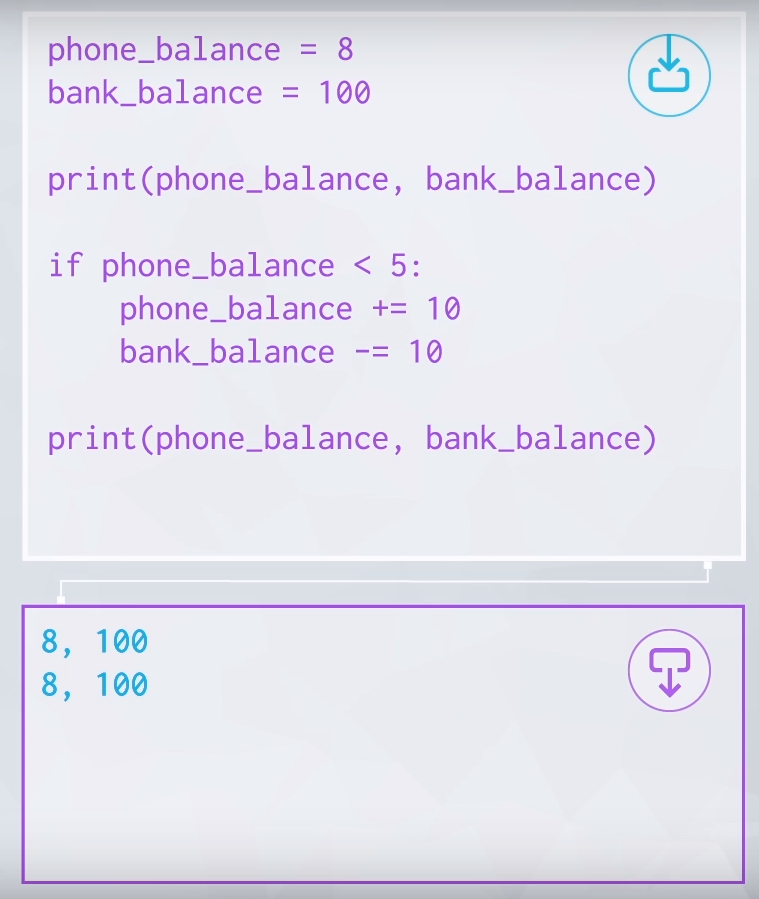 phone_balance = 8
bank_balance = 100
print(phone_balance, bank_balance)
if phone_balance < 5:
    phone_balance += 10
    bank_balance -= 10
print(phone_balance, bank_balance)
8, 100
8, 100